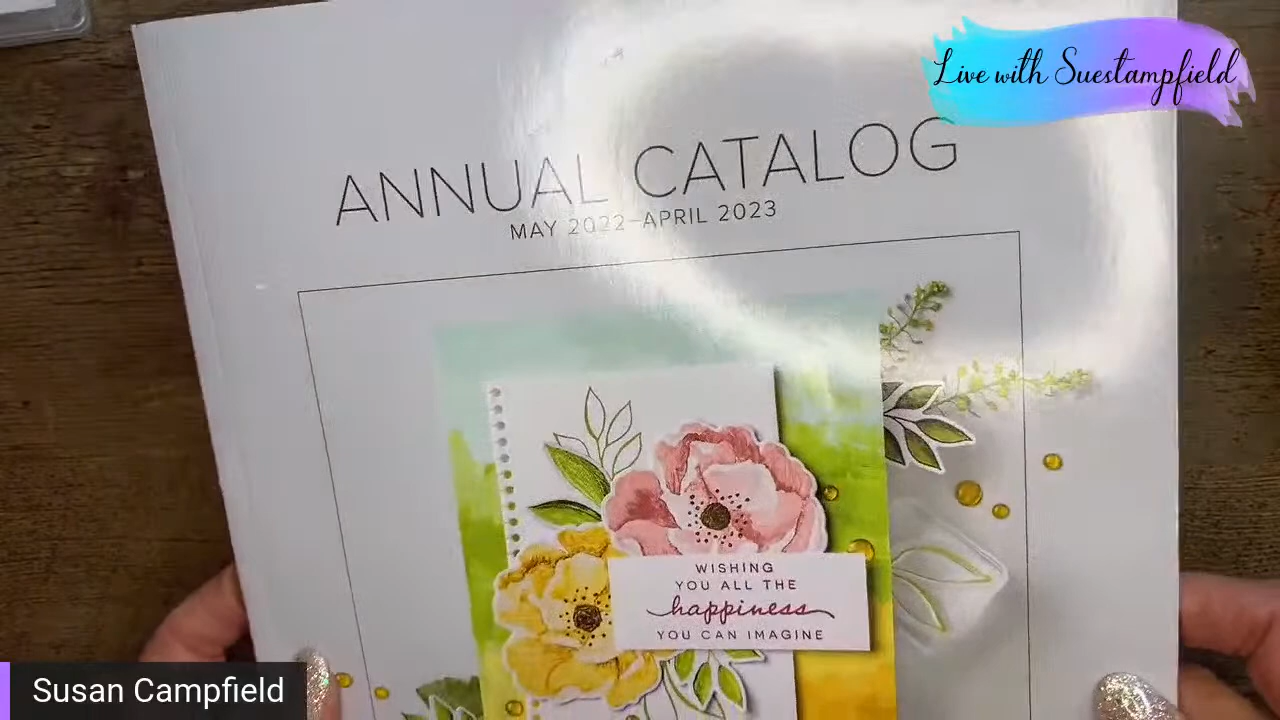 Live with Suestampfield
ANNUAL CATALOG
MAY 2022–APRIL 2023
WISHING
YOU ALL THE
happiness
YOU CAN IMAGINE
Susan Campfield